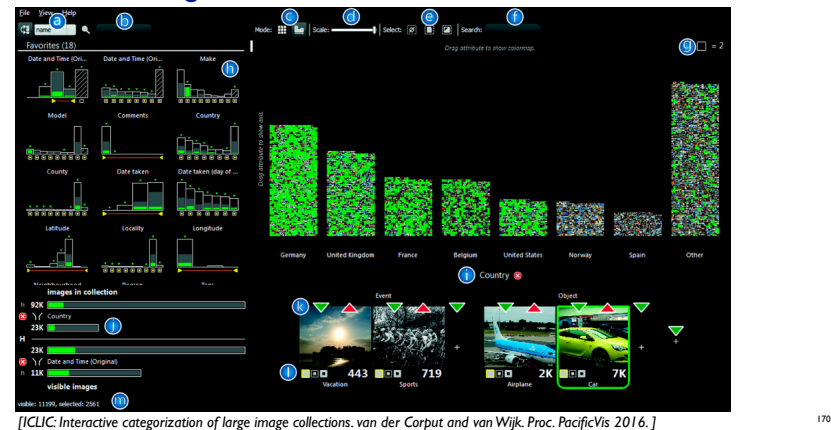 File View Help
a
name
b
Mode:
c
Scale:
d
Select:
e
Search:
f
Favorites (18)
Drag attribute to show colormap.
g
= 2
Date and Time (Ori...
Date and Time (Ori...
Make
h
Model
Comments
Country
Drag attribute to show axis.
County
Date taken
Date taken (day of ...
Latitude
Locality
Longitude
Germany
United Kingdom
France
Belgium
United States
Norway
Spain
Other
i
Country
images in collection
h 92K
Country
23K
j
H
23K
Date and Time (Original)
h 11K
visible images
visible: 11199, selected: 2561
m
k
Event
Object
+
+
+
l
443
719
2K
7K
Vacation
Sports
Airplane
Car
[ICLIC: Interactive categorization of large image collections. van der Corput and van Wijk. Proc. PacificVis 2016. ]
170